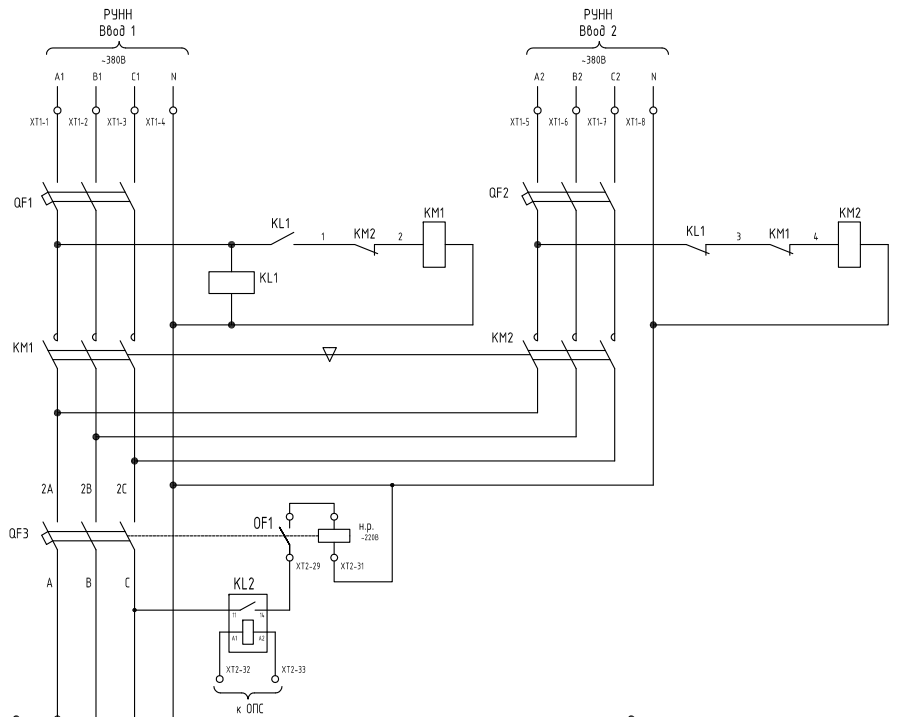 РУНН
Ввод 1
~380В
A1 B1 C1 N
XT1-1 XT1-2 XT1-3 XT1-4
РУНН
Ввод 2
~380В
A2 B2 C2 N
XT1-5 XT1-6 XT1-7 XT1-8
QF1
KL1
1
KM2
2
KM1
KL1
QF2
KL1
3
KM1
4
KM2
KM1
KM2
2A 2B 2C
QF3
OF1
н.р.
~220В
XT2-29 XT2-31
A B C
KL2
11 14
A1 A2
XT2-32 XT2-33
к ОПС